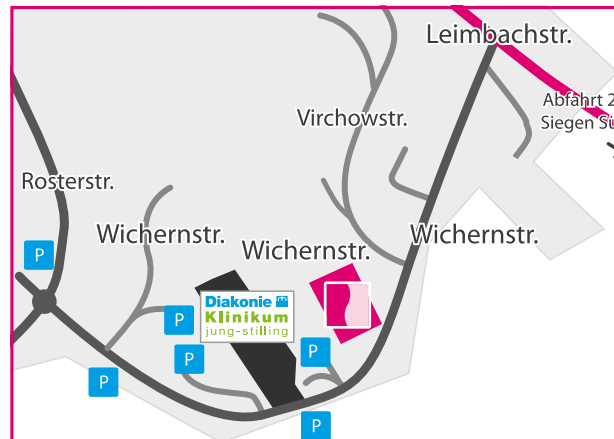 Leimbachstr.
Abfahrt 2
Siegen Sü
Virchowstr.
Rosterstr.
Wichernstr.
Wichernstr.
Wichernstr.
P
Diakonie
Klinikum
jung-stilling
P
P
P
P
P